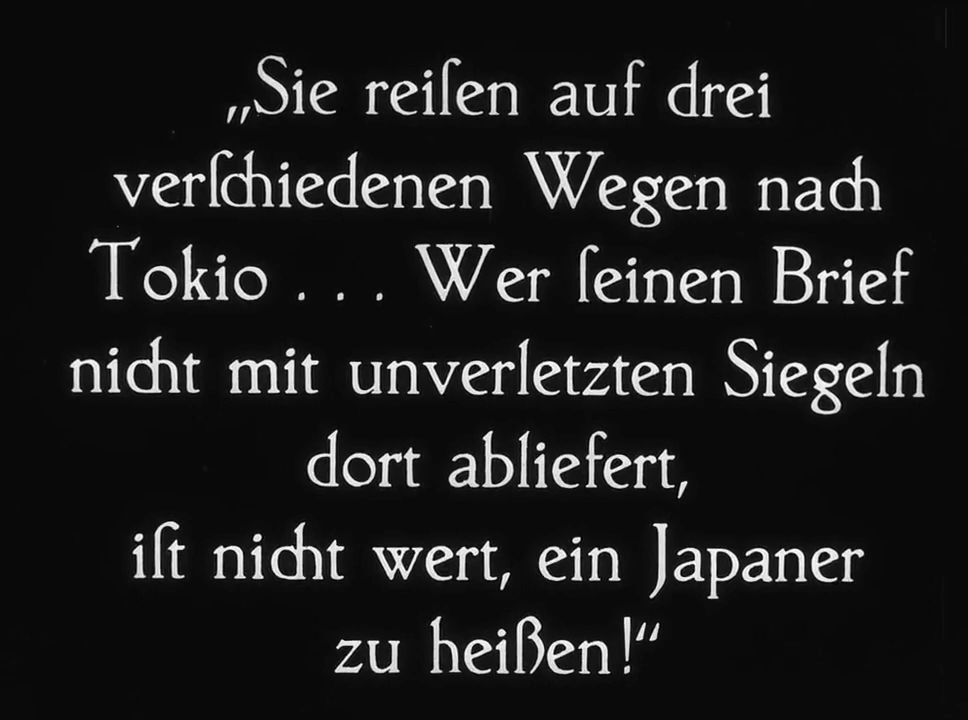 „Sie reiſen auf drei
verſchiedenen Wegen nach
Tokio . . . Wer ſeinen Brief
nicht mit unverletzten Siegeln
dort abliefert,
iſt nicht wert, ein Japaner
zu heißen!“